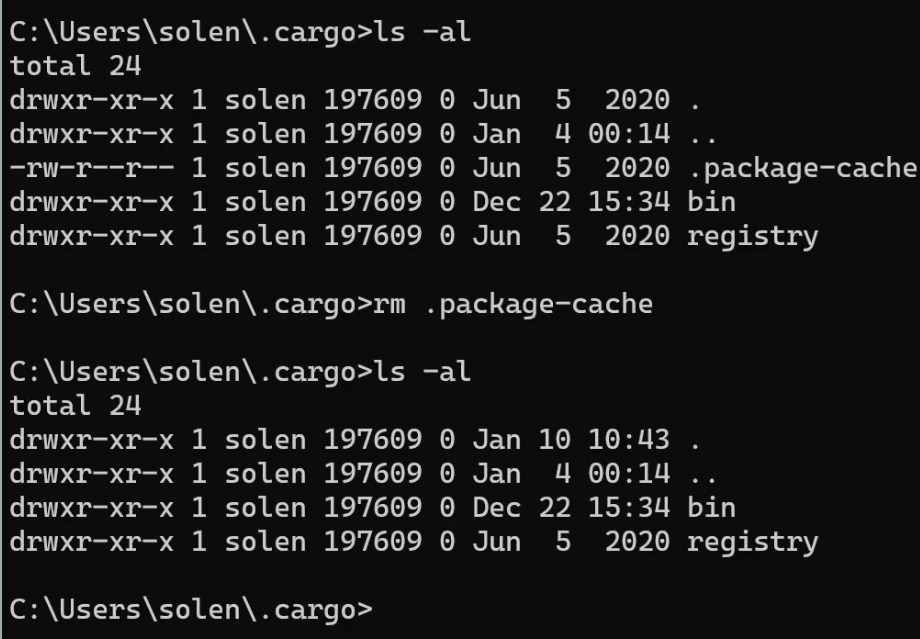 C:\Users\solen\.cargo>ls -al
total 24
drwxr-xr-x 1 solen 197609 0 Jun  5  2020 .
drwxr-xr-x 1 solen 197609 0 Jan  4 00:14 ..
-rw-r--r-- 1 solen 197609 0 Jun  5  2020 .package-cache
drwxr-xr-x 1 solen 197609 0 Dec 22 15:34 bin
drwxr-xr-x 1 solen 197609 0 Jun  5  2020 registry
C:\Users\solen\.cargo>rm .package-cache
C:\Users\solen\.cargo>ls -al
total 24
drwxr-xr-x 1 solen 197609 0 Jan 10 10:43 .
drwxr-xr-x 1 solen 197609 0 Jan  4 00:14 ..
drwxr-xr-x 1 solen 197609 0 Dec 22 15:34 bin
drwxr-xr-x 1 solen 197609 0 Jun  5  2020 registry
C:\Users\solen\.cargo>